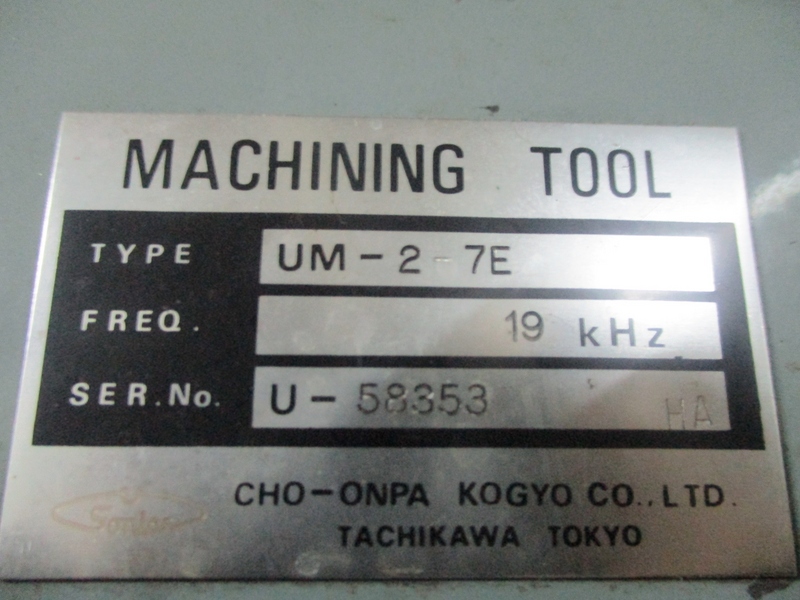 MACHINING TOOL
TYPE UM-2-7E
FREQ. 19 kHz
SER.No. U-58353 HA
CHO-ONPA KOGYO CO.,LTD.
TACHIKAWA TOKYO